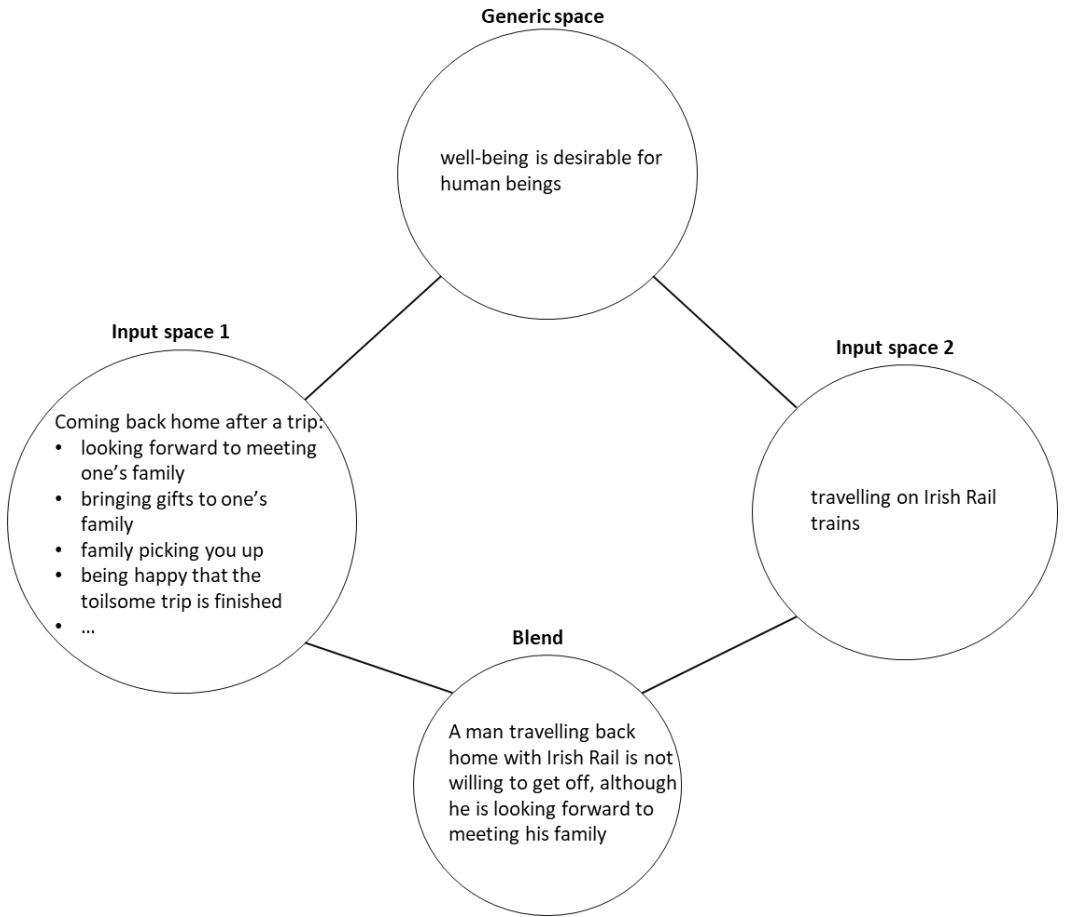 Generic space
well-being is desirable for
human beings
Input space 1
Coming back home after a trip:
• looking forward to meeting
one’s family
• bringing gifts to one’s
family
• family picking you up
• being happy that the
toilsome trip is finished
• ...
Input space 2
travelling on Irish Rail
trains
Blend
A man travelling back
home with Irish Rail is not
willing to get off, although
he is looking forward to
meeting his family